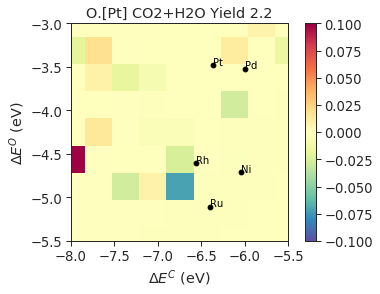 O.[Pt] CO2+H2O Yield 2.2
−3.0
−3.5
−4.0
−4.5
−5.0
−5.5
ΔE^O (eV)
Pt
Pd
Rh
Ni
Ru
−8.0 −7.5 −7.0 −6.5 −6.0 −5.5
ΔE^C (eV)
0.100
0.075
0.050
0.025
0.000
−0.025
−0.050
−0.075
−0.100